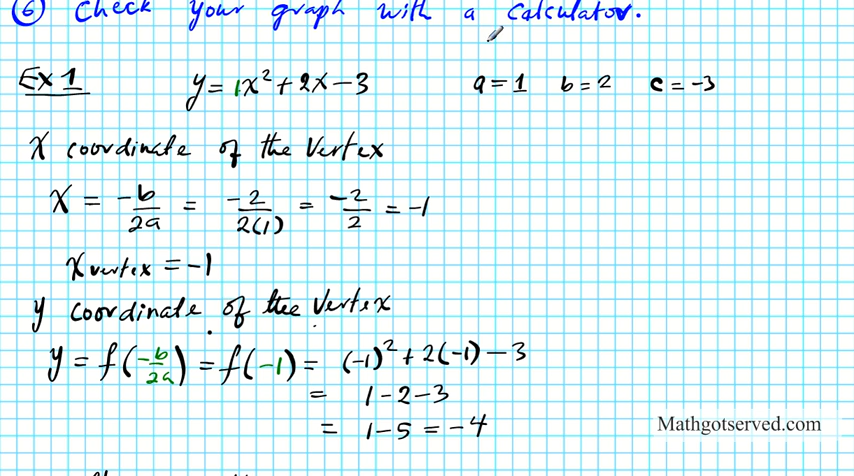 ⑥ Check your graph with a calculator.
Ex 1 y = 1x² + 2x - 3 a = 1 b = 2 c = -3
X coordinate of the Vertex
X = -b/2a = -2/2(1) = -2/2 = -1
x vertex = -1
y coordinate of the Vertex
y = f(-b/2a) = f(-1) = (-1)² + 2(-1) - 3
= 1 - 2 - 3
= 1 - 5 = -4
Mathgotserved.com